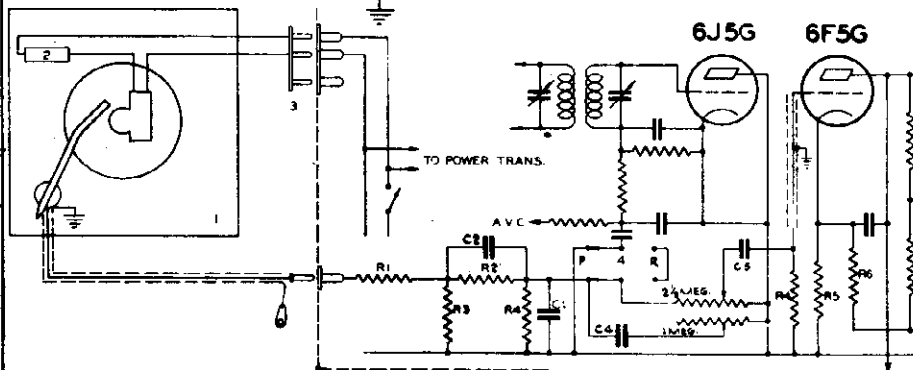 6J5G 6F5G
2
3
TO POWER TRANS.
1
A V C
C2
P 4 R
C5
R1 R2
R6
2½ MEG.
R3 R4 C1 R4 R5
C4 1 MEG.